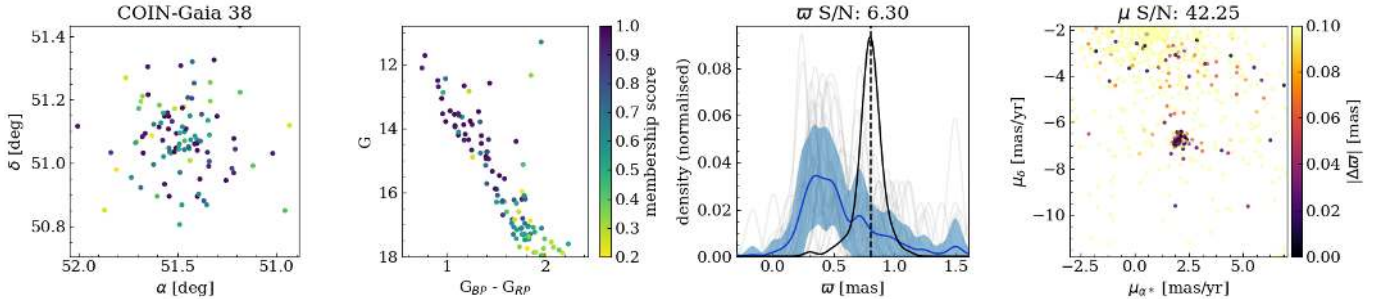 COIN-Gaia 38
51.4
51.2
51.0
50.8
δ [deg]
52.0 51.5 51.0
α [deg]
12
14
16
18
G
1 2
G_BP - G_RP
1.0
0.9
0.8
0.7
0.6
0.5
0.4
0.3
0.2
membership score
ϖ S/N: 6.30
0.08
0.06
0.04
0.02
0.00
density (normalised)
0.0 0.5 1.0 1.5
ϖ [mas]
μ S/N: 42.25
−2
−4
−6
−8
−10
μδ [mas/yr]
−2.5 0.0 2.5 5.0
μα* [mas/yr]
0.10
0.08
0.06
0.04
0.02
0.00
|Δϖ| [mas]